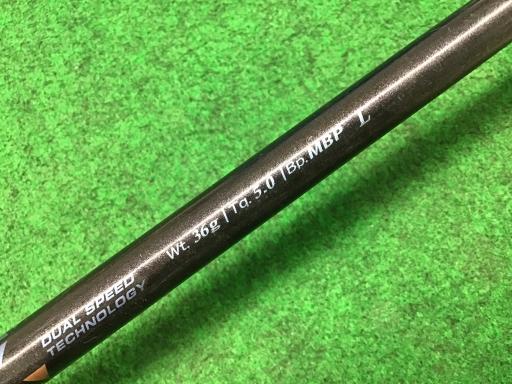 DUAL SPEED
TECHNOLOGY
Wt. 36g | Tq. 5.0 | Bp. MBP L